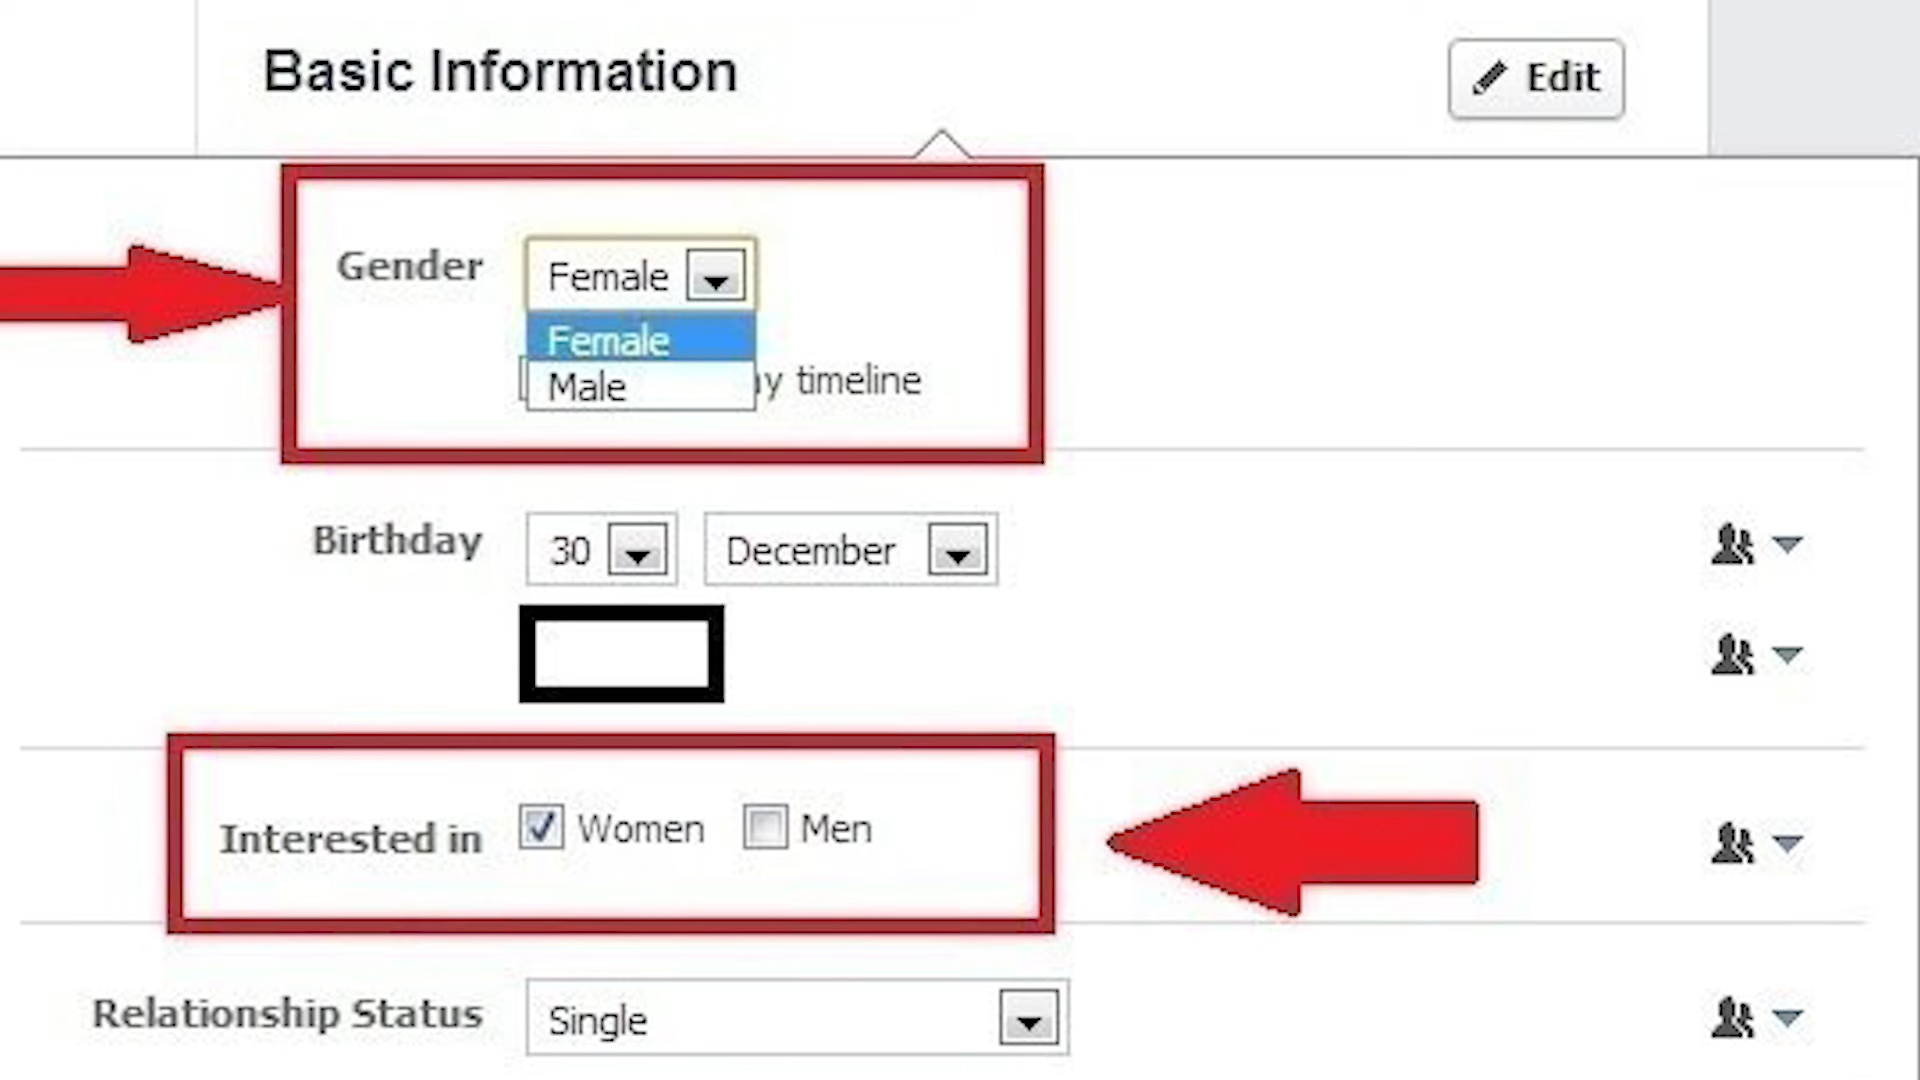 Basic Information
Edit
Gender
Female
Female
Male
timeline
Birthday
30
December
Interested in
Women
Men
Relationship Status
Single